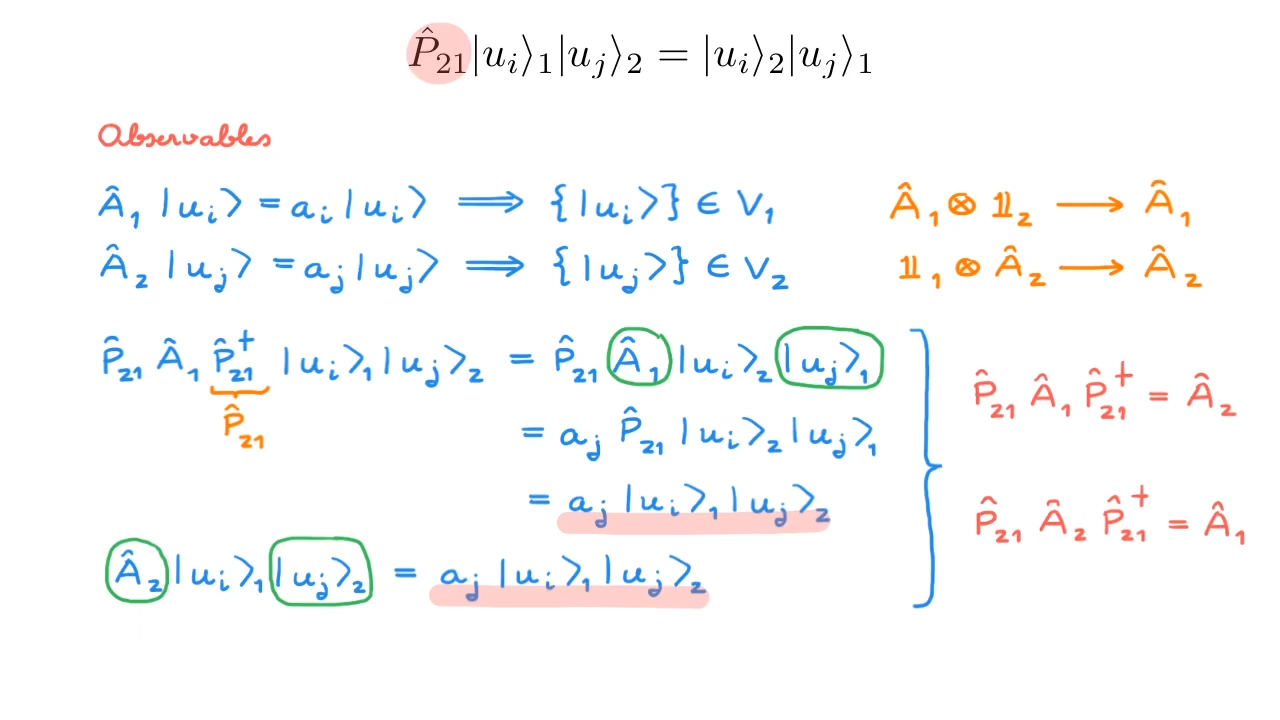 P̂₂₁|uᵢ⟩₁|uⱼ⟩₂ = |uᵢ⟩₂|uⱼ⟩₁
Observables
Â₁ |uᵢ⟩ = aᵢ|uᵢ⟩ ⟹ {|uᵢ⟩} ∈ V₁
Â₁ ⊗ 𝟙₂ ⟶ Â₁
Â₂ |uⱼ⟩ = aⱼ|uⱼ⟩ ⟹ {|uⱼ⟩} ∈ V₂
𝟙₁ ⊗ Â₂ ⟶ Â₂
P̂₂₁ Â₁ P̂₂₁† |uᵢ⟩₁|uⱼ⟩₂ = P̂₂₁ Â₁ |uᵢ⟩₂ |uⱼ⟩₁
P̂₂₁
= aⱼ P̂₂₁ |uᵢ⟩₂|uⱼ⟩₁
= aⱼ |uᵢ⟩₁|uⱼ⟩₂
Â₂ |uᵢ⟩₁ |uⱼ⟩₂ = aⱼ |uᵢ⟩₁|uⱼ⟩₂
P̂₂₁ Â₁ P̂₂₁† = Â₂
P̂₂₁ Â₂ P̂₂₁† = Â₁